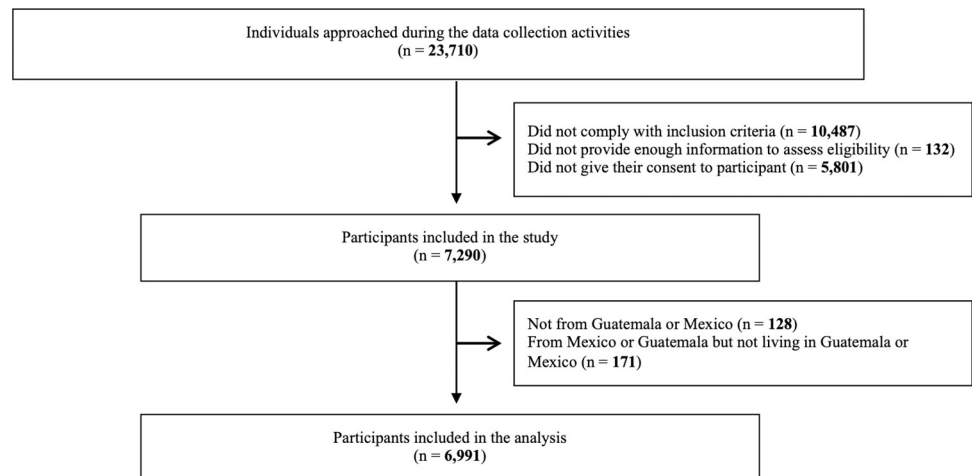 Individuals approached during the data collection activities
(n = 23,710)
Did not comply with inclusion criteria (n = 10,487)
Did not provide enough information to assess eligibility (n = 132)
Did not give their consent to participant (n = 5,801)
Participants included in the study
(n = 7,290)
Not from Guatemala or Mexico (n = 128)
From Mexico or Guatemala but not living in Guatemala or
Mexico (n = 171)
Participants included in the analysis
(n = 6,991)